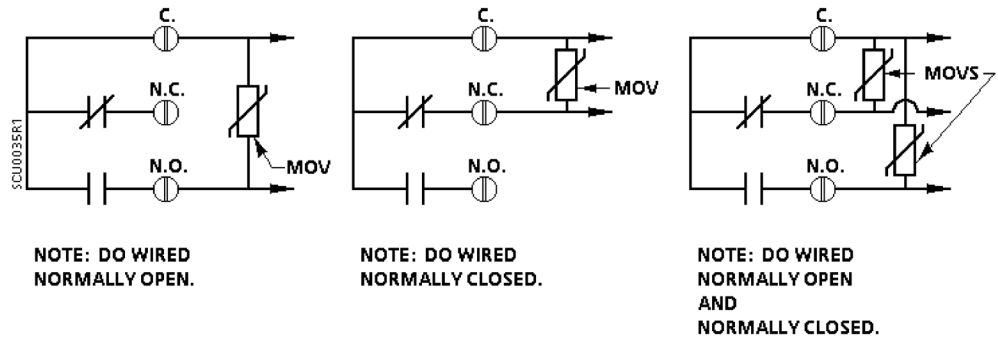 C.
N.C.
N.O.
MOV
SCU0035R1
NOTE: DO WIRED
NORMALLY OPEN.
C.
N.C.
N.O.
MOV
NOTE: DO WIRED
NORMALLY CLOSED.
C.
N.C.
N.O.
MOVS
NOTE: DO WIRED
NORMALLY OPEN
AND
NORMALLY CLOSED.